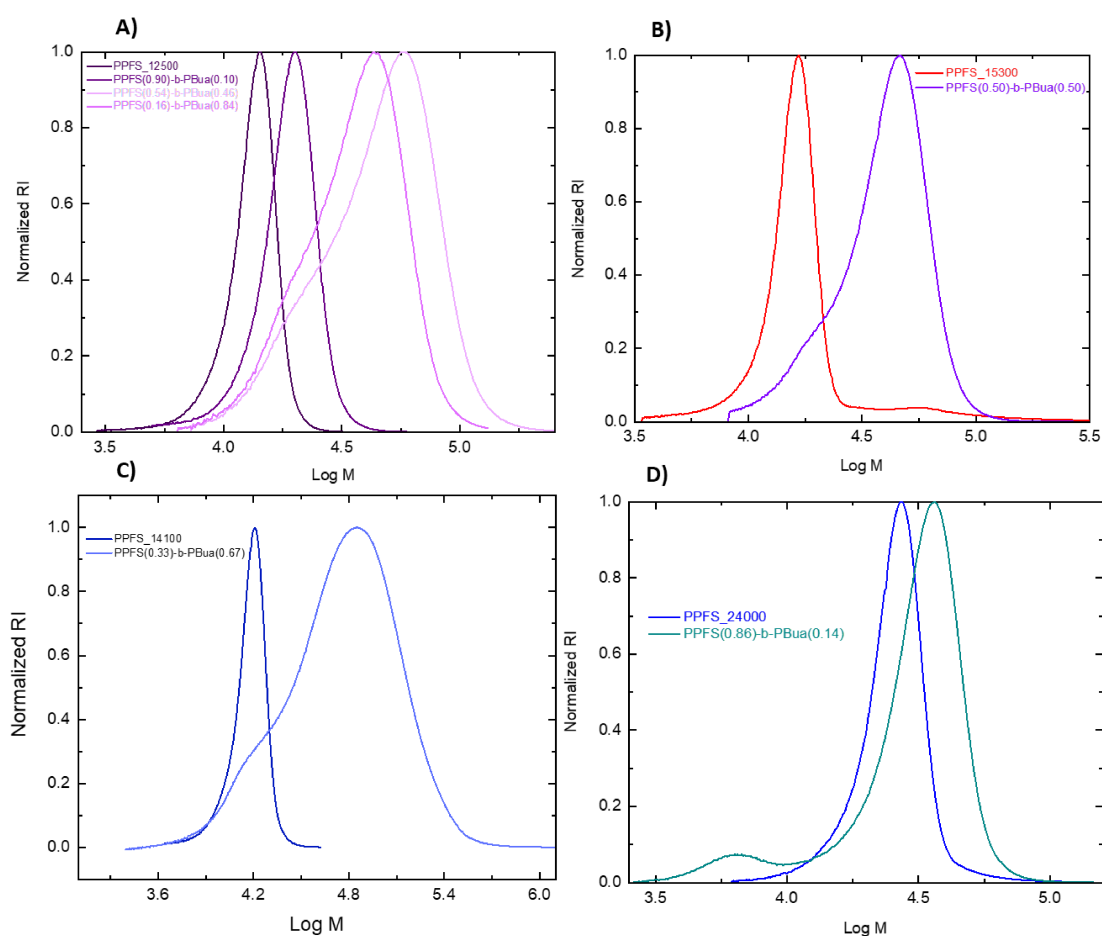 A)
PPFS_12500
PPFS(0.90)-b-PBua(0.10)
PPFS(0.54)-b-PBua(0.46)
PPFS(0.16)-b-PBua(0.84)
1.0
0.8
0.6
0.4
0.2
0.0
Normalized RI
4.0 4.5 5.0
Log M
B)
PPFS_15300
PPFS(0.50)-b-PBua(0.50)
1.0
0.8
0.6
0.4
0.2
0.0
Normalized RI
3.5 4.0 4.5 5.0 5.5
Log M
C)
PPFS_14100
PPFS(0.33)-b-PBua(0.67)
1.0
0.8
0.6
0.4
0.2
0.0
Normalized RI
3.6 4.2 4.8 5.4 6.0
Log M
D)
PPFS_24000
PPFS(0.86)-b-PBua(0.14)
1.0
0.8
0.6
0.4
0.2
0.0
Normalized RI
3.5 4.0 4.5 5.0
Log M